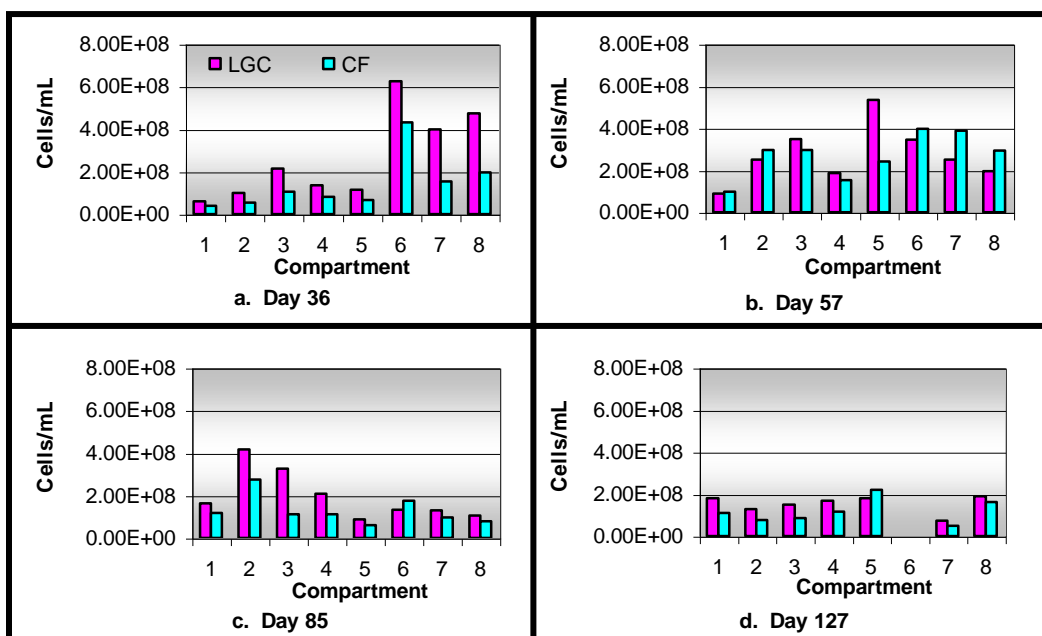 8.00E+08
6.00E+08
4.00E+08
2.00E+08
0.00E+00
Cells/mL
LGC CF
1 2 3 4 5 6 7 8
Compartment
a. Day 36
8.00E+08
6.00E+08
4.00E+08
2.00E+08
0.00E+00
Cells/mL
1 2 3 4 5 6 7 8
Compartment
b. Day 57
8.00E+08
6.00E+08
4.00E+08
2.00E+08
0.00E+00
Cells/mL
1 2 3 4 5 6 7 8
Compartment
c. Day 85
8.00E+08
6.00E+08
4.00E+08
2.00E+08
0.00E+00
Cells/mL
1 2 3 4 5 6 7 8
Compartment
d. Day 127